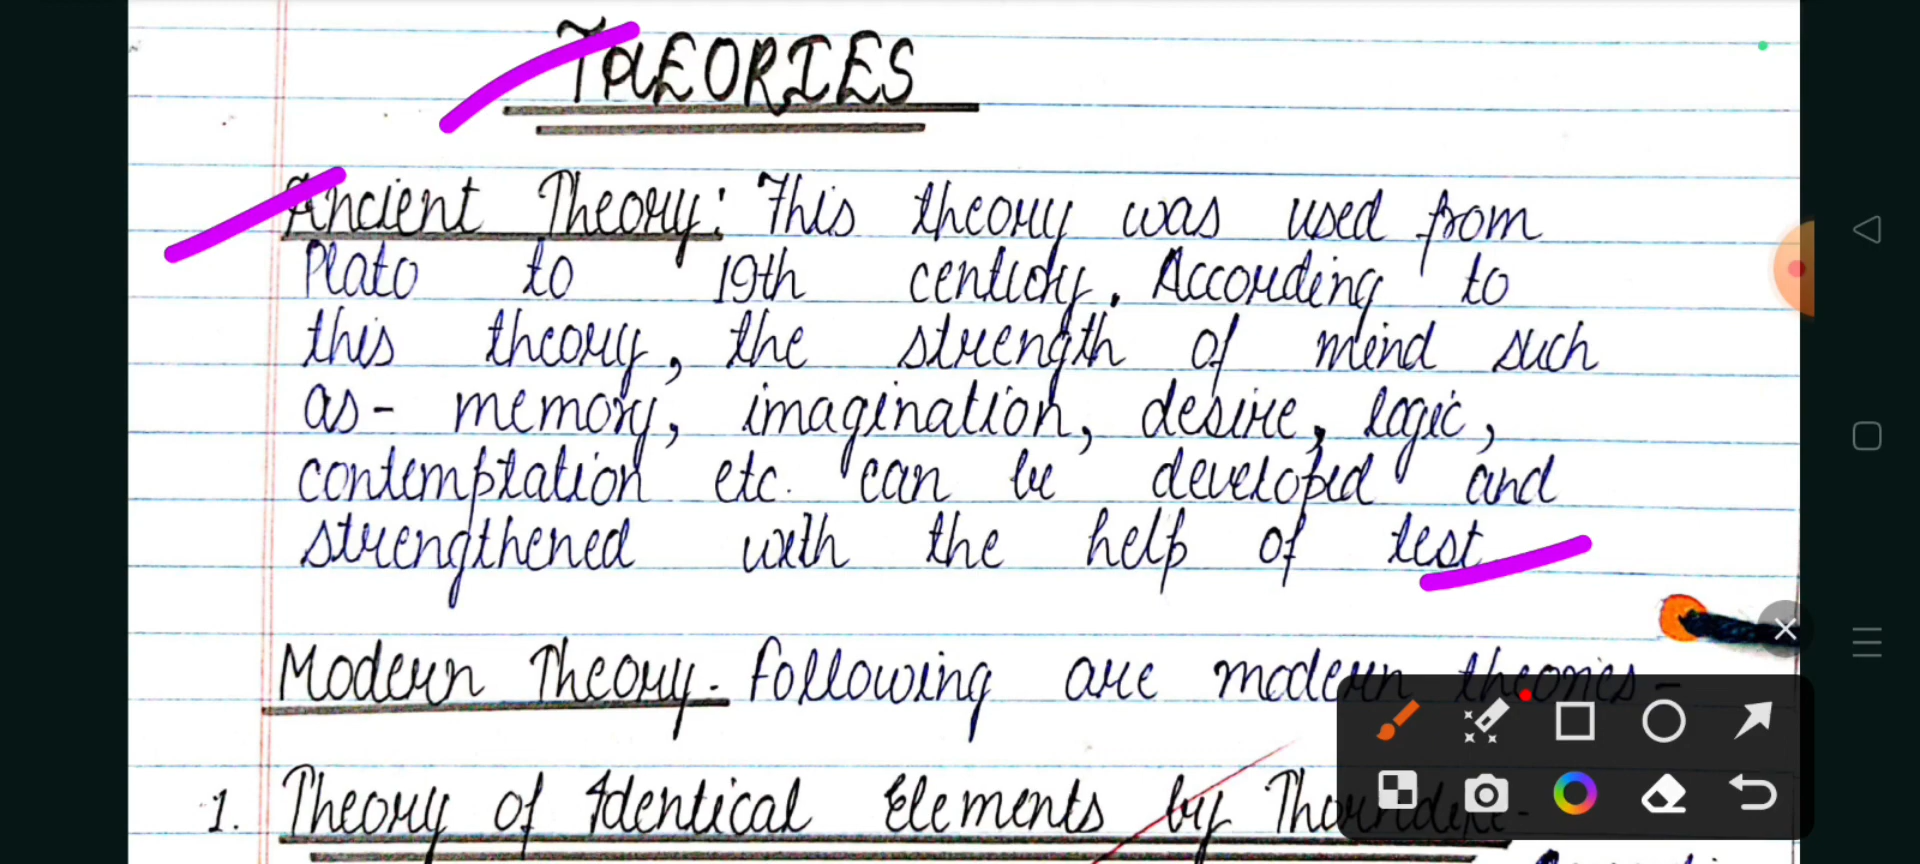 THEORIES
Ancient Theory: This theory was used from
Plato to 19th century. According to
this theory, the strength of mind such
as- memory, imagination, desire, logic,
contemptation etc. can be developed and
strengthened with the help of test
Modern Theory- Following are modern theories-
1. Theory of Identical Elements by Thorndike-